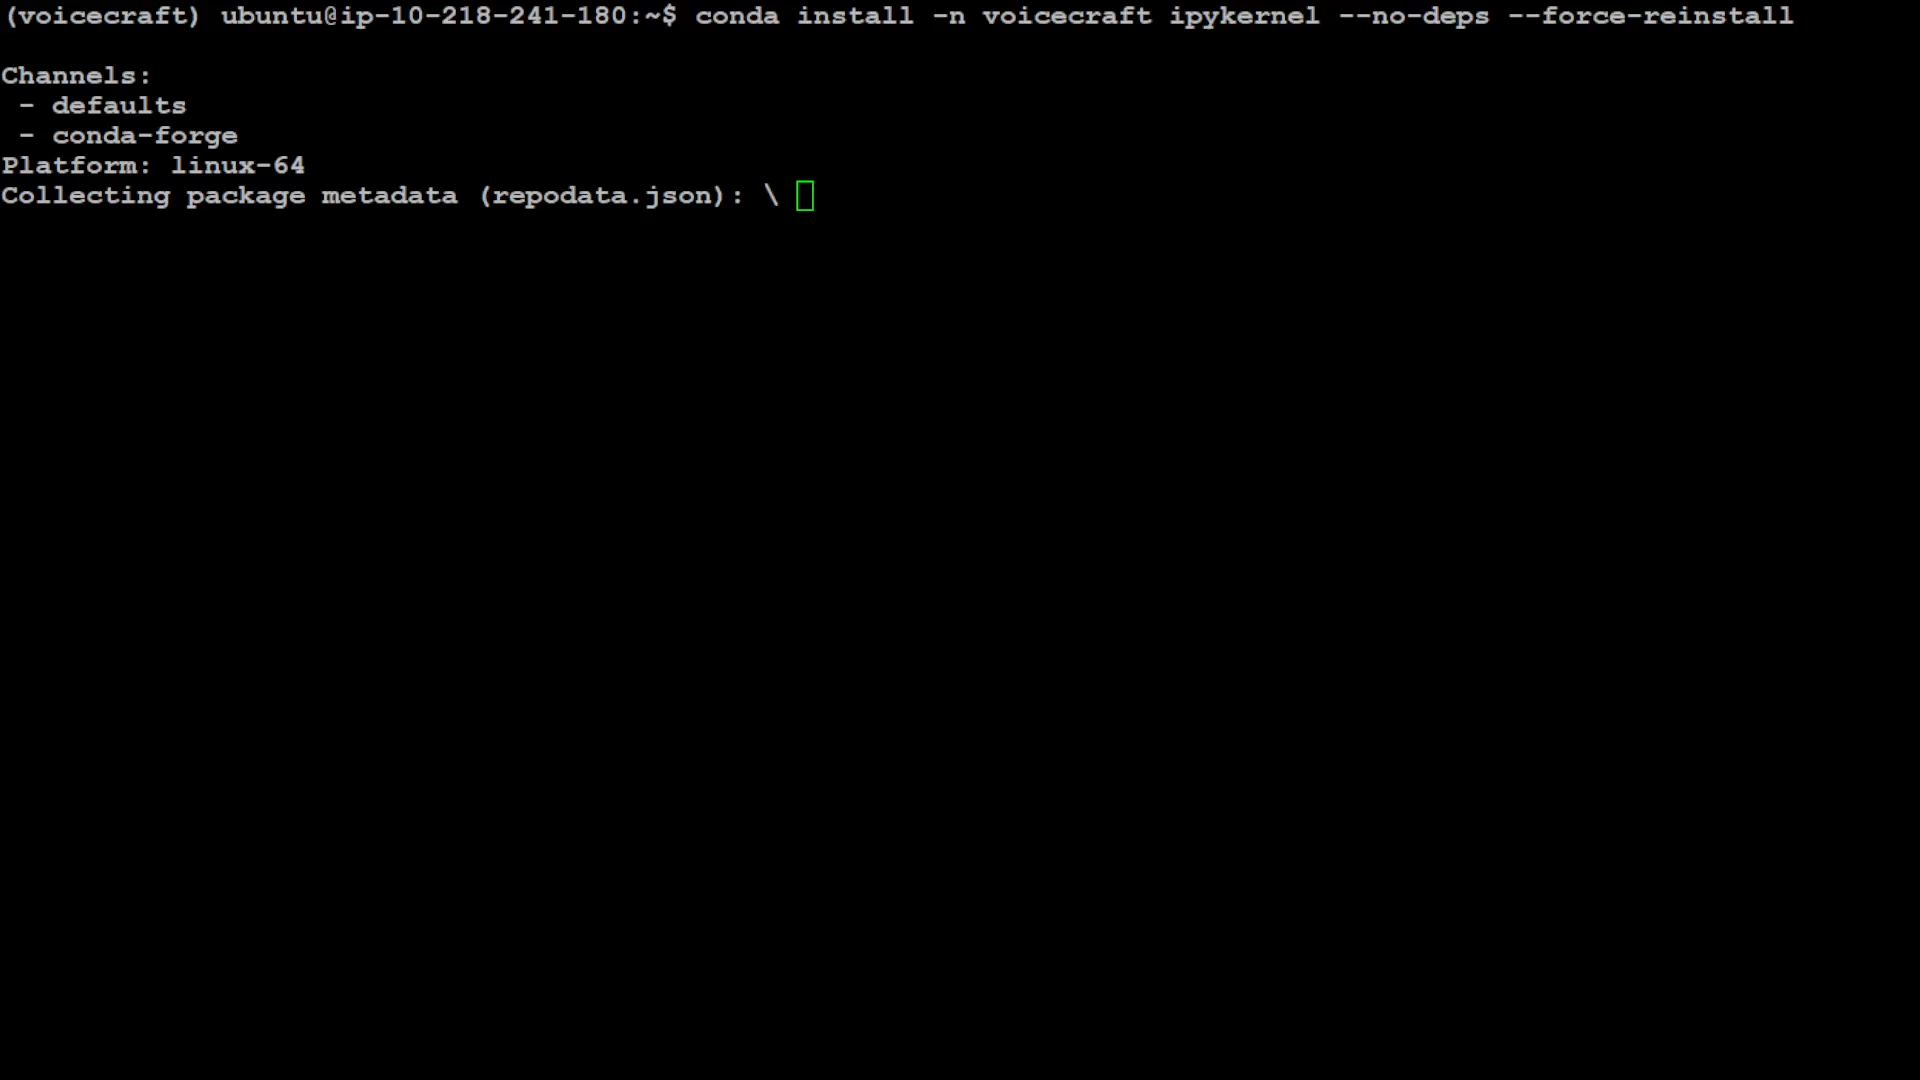 (voicecraft) ubuntu@ip-10-218-241-180:~$ conda install -n voicecraft ipykernel --no-deps --force-reinstall
Channels:
 - defaults
 - conda-forge
Platform: linux-64
Collecting package metadata (repodata.json): \